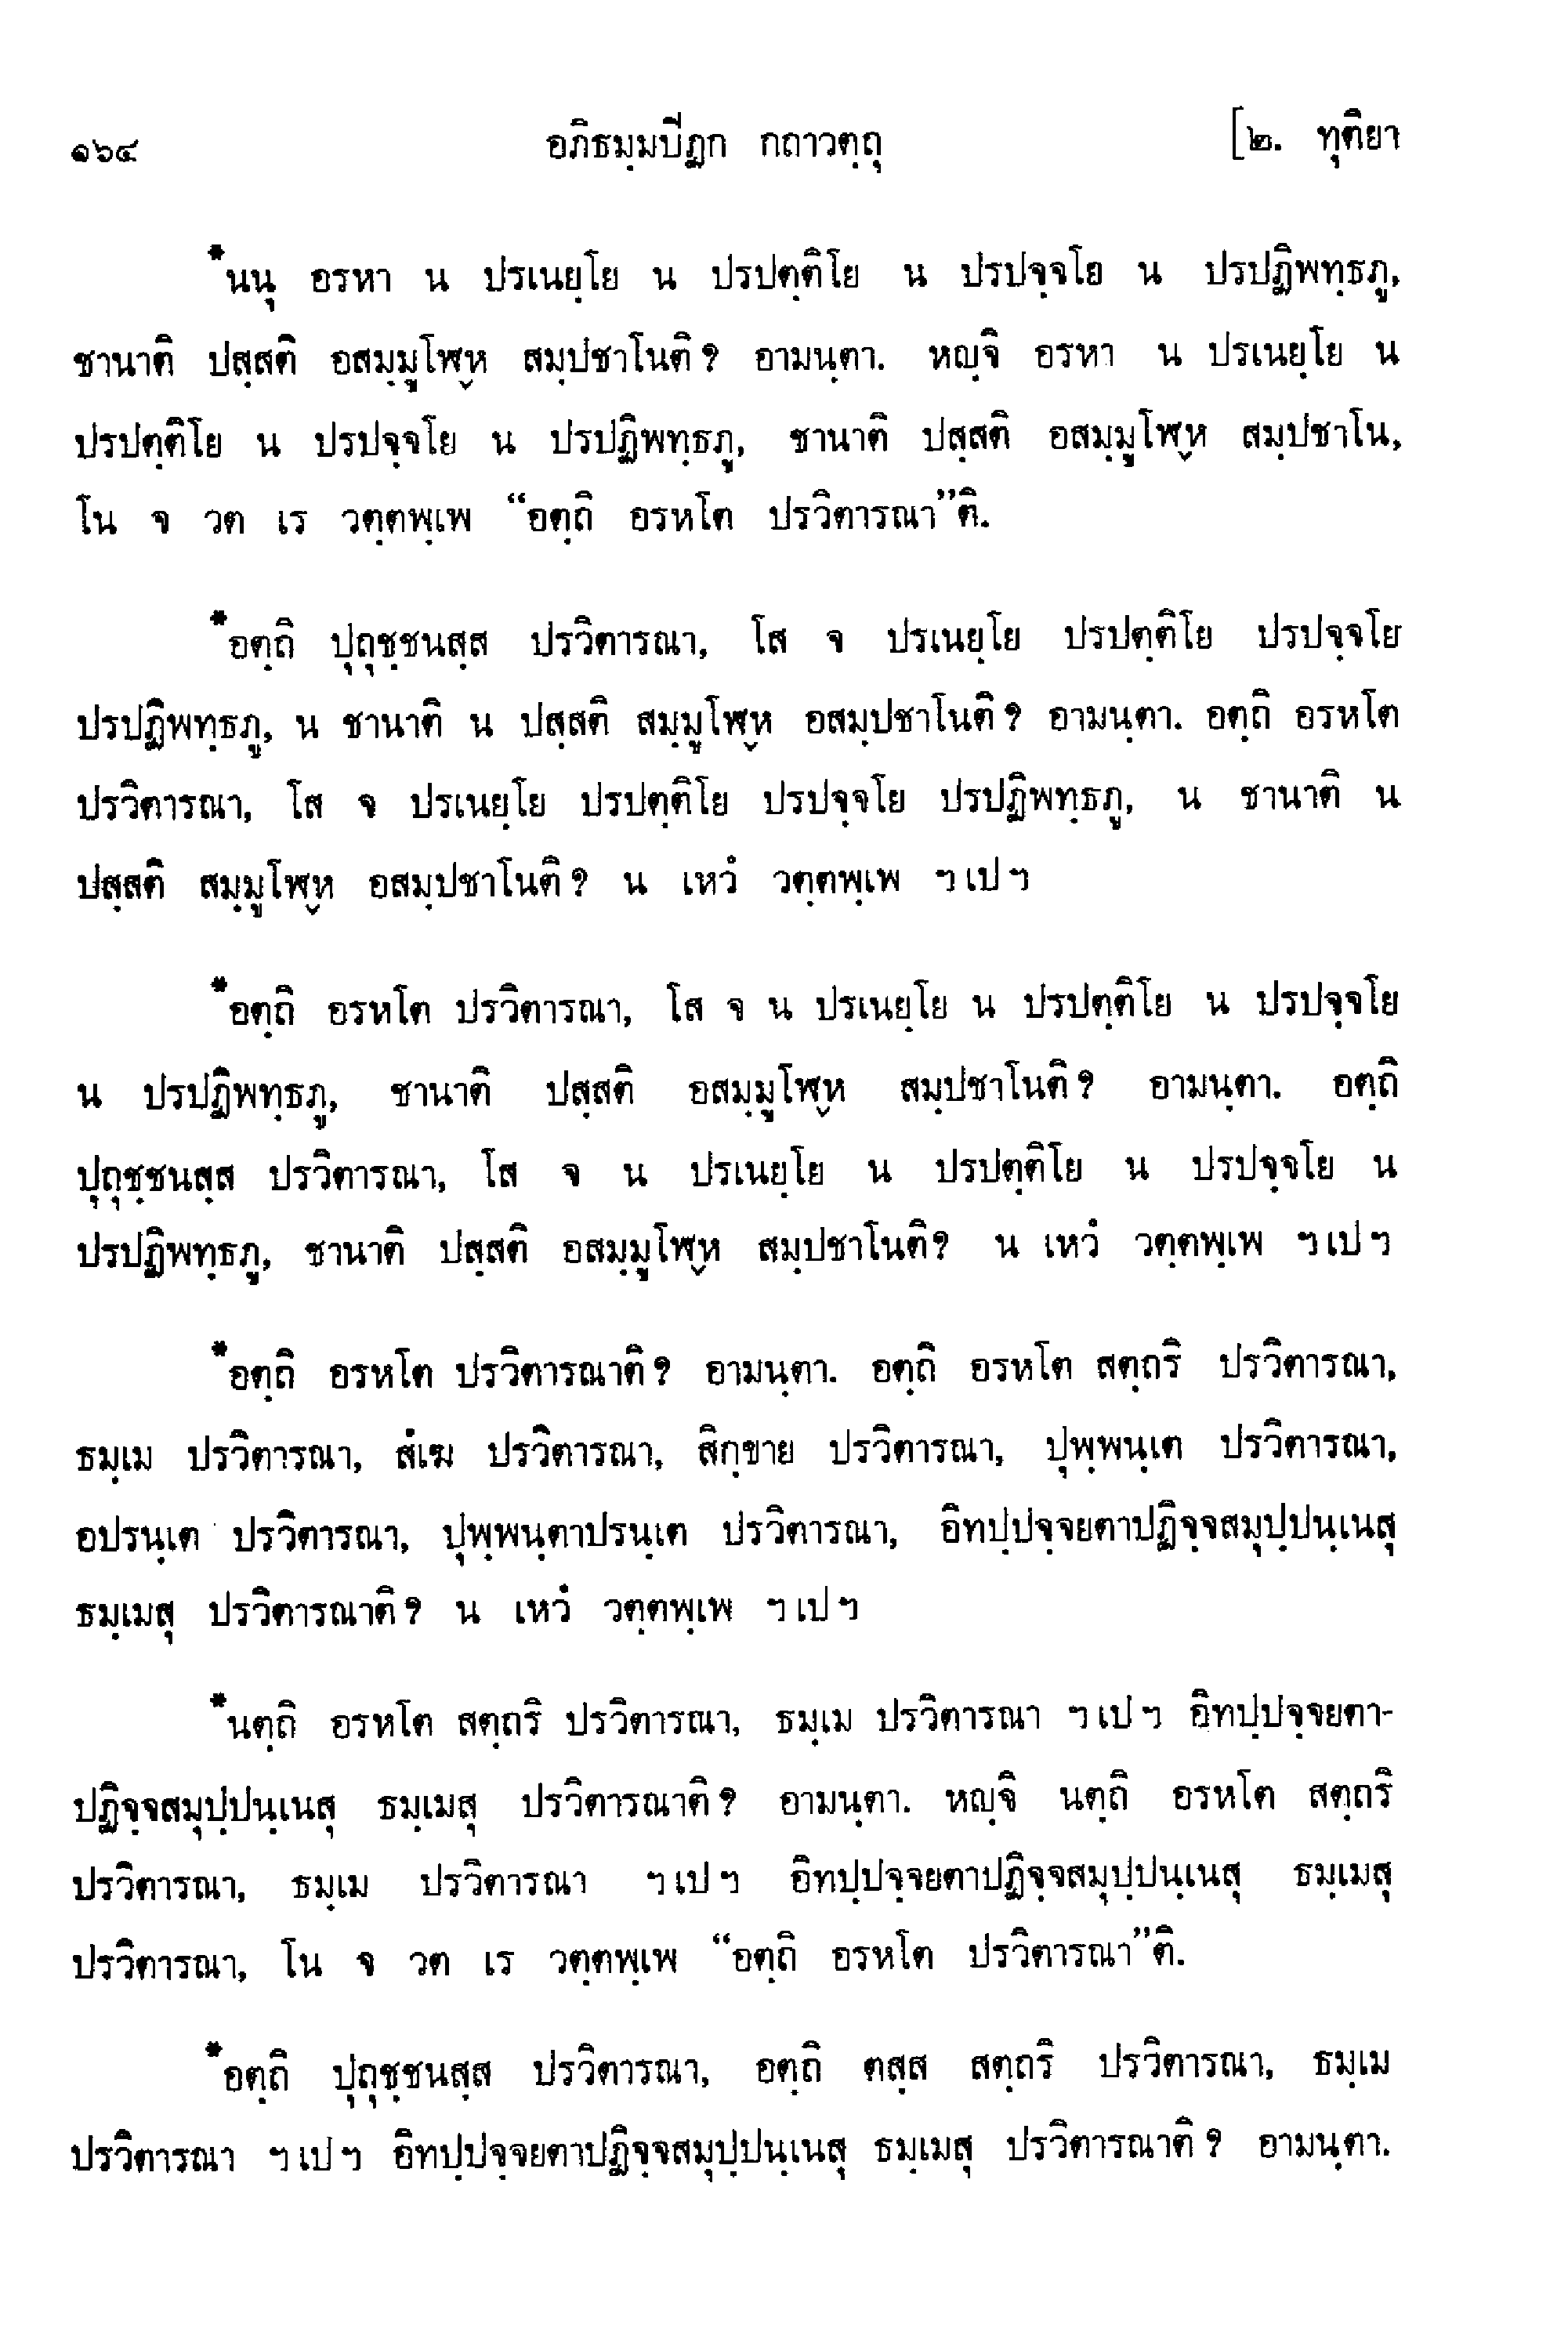 ๑๖๔ อภิธมฺมปีฏก กถาวตฺถุ [๒. ทุติยา
*นนุ อรหา น ปรเนยฺโย น ปรปตฺติโย น ปรปจฺจโย น ปรปฏิพทฺธภู,
ชานาติ ปสฺสติ อสมฺมูโฬฺห สมฺปชาโนติ? อามนฺตา. หญฺจิ อรหา น ปรเนยฺโย น
ปรปตฺติโย น ปรปจฺจโย น ปรปฏิพทฺธภู, ชานาติ ปสฺสติ อสมฺมูโฬฺห สมฺปชาโน,
โน จ วต เร วตฺตพฺเพ “อตฺถิ อรหโต ปรวิตารณา”ติ.
*อตฺถิ ปุถุชฺชนสฺส ปรวิตารณา, โส จ ปรเนยฺโย ปรปตฺติโย ปรปจฺจโย
ปรปฏิพทฺธภู, น ชานาติ น ปสฺสติ สมฺมูโฬฺห อสมฺปชาโนติ? อามนฺตา. อตฺถิ อรหโต
ปรวิตารณา, โส จ ปรเนยฺโย ปรปตฺติโย ปรปจฺจโย ปรปฏิพทฺธภู, น ชานาติ น
ปสฺสติ สมฺมูโฬฺห อสมฺปชาโนติ? น เหวํ วตฺตพฺเพ ฯเปฯ
*อตฺถิ อรหโต ปรวิตารณา, โส จ น ปรเนยฺโย น ปรปตฺติโย น ปรปจฺจโย
น ปรปฏิพทฺธภู, ชานาติ ปสฺสติ อสมฺมูโฬฺห สมฺปชาโนติ? อามนฺตา. อตฺถิ
ปุถุชฺชนสฺส ปรวิตารณา, โส จ น ปรเนยฺโย น ปรปตฺติโย น ปรปจฺจโย น
ปรปฏิพทฺธภู, ชานาติ ปสฺสติ อสมฺมูโฬฺห สมฺปชาโนติ? น เหวํ วตฺตพฺเพ ฯเปฯ
*อตฺถิ อรหโต ปรวิตารณาติ? อามนฺตา. อตฺถิ อรหโต สตฺถริ ปรวิตารณา,
ธมฺเม ปรวิตารณา, สํเฆ ปรวิตารณา, สิกฺขาย ปรวิตารณา, ปุพฺพนฺเต ปรวิตารณา,
อปรนฺเต ปรวิตารณา, ปุพฺพนฺตาปรนฺเต ปรวิตารณา, อิทปฺปจฺจยตาปฏิจฺจสมุปฺปนฺเนสุ
ธมฺเมสุ ปรวิตารณาติ? น เหวํ วตฺตพฺเพ ฯเปฯ
*นตฺถิ อรหโต สตฺถริ ปรวิตารณา, ธมฺเม ปรวิตารณา ฯเปฯ อิทปฺปจฺจยตา-
ปฏิจฺจสมุปฺปนฺเนสุ ธมฺเมสุ ปรวิตารณาติ? อามนฺตา. หญฺจิ นตฺถิ อรหโต สตฺถริ
ปรวิตารณา, ธมฺเม ปรวิตารณา ฯเปฯ อิทปฺปจฺจยตาปฏิจฺจสมุปฺปนฺเนสุ ธมฺเมสุ
ปรวิตารณา, โน จ วต เร วตฺตพฺเพ “อตฺถิ อรหโต ปรวิตารณา”ติ.
*อตฺถิ ปุถุชฺชนสฺส ปรวิตารณา, อตฺถิ ตสฺส สตฺถริ ปรวิตารณา, ธมฺเม
ปรวิตารณา ฯเปฯ อิทปฺปจฺจยตาปฏิจฺจสมุปฺปนฺเนสุ ธมฺเมสุ ปรวิตารณาติ? อามนฺตา.